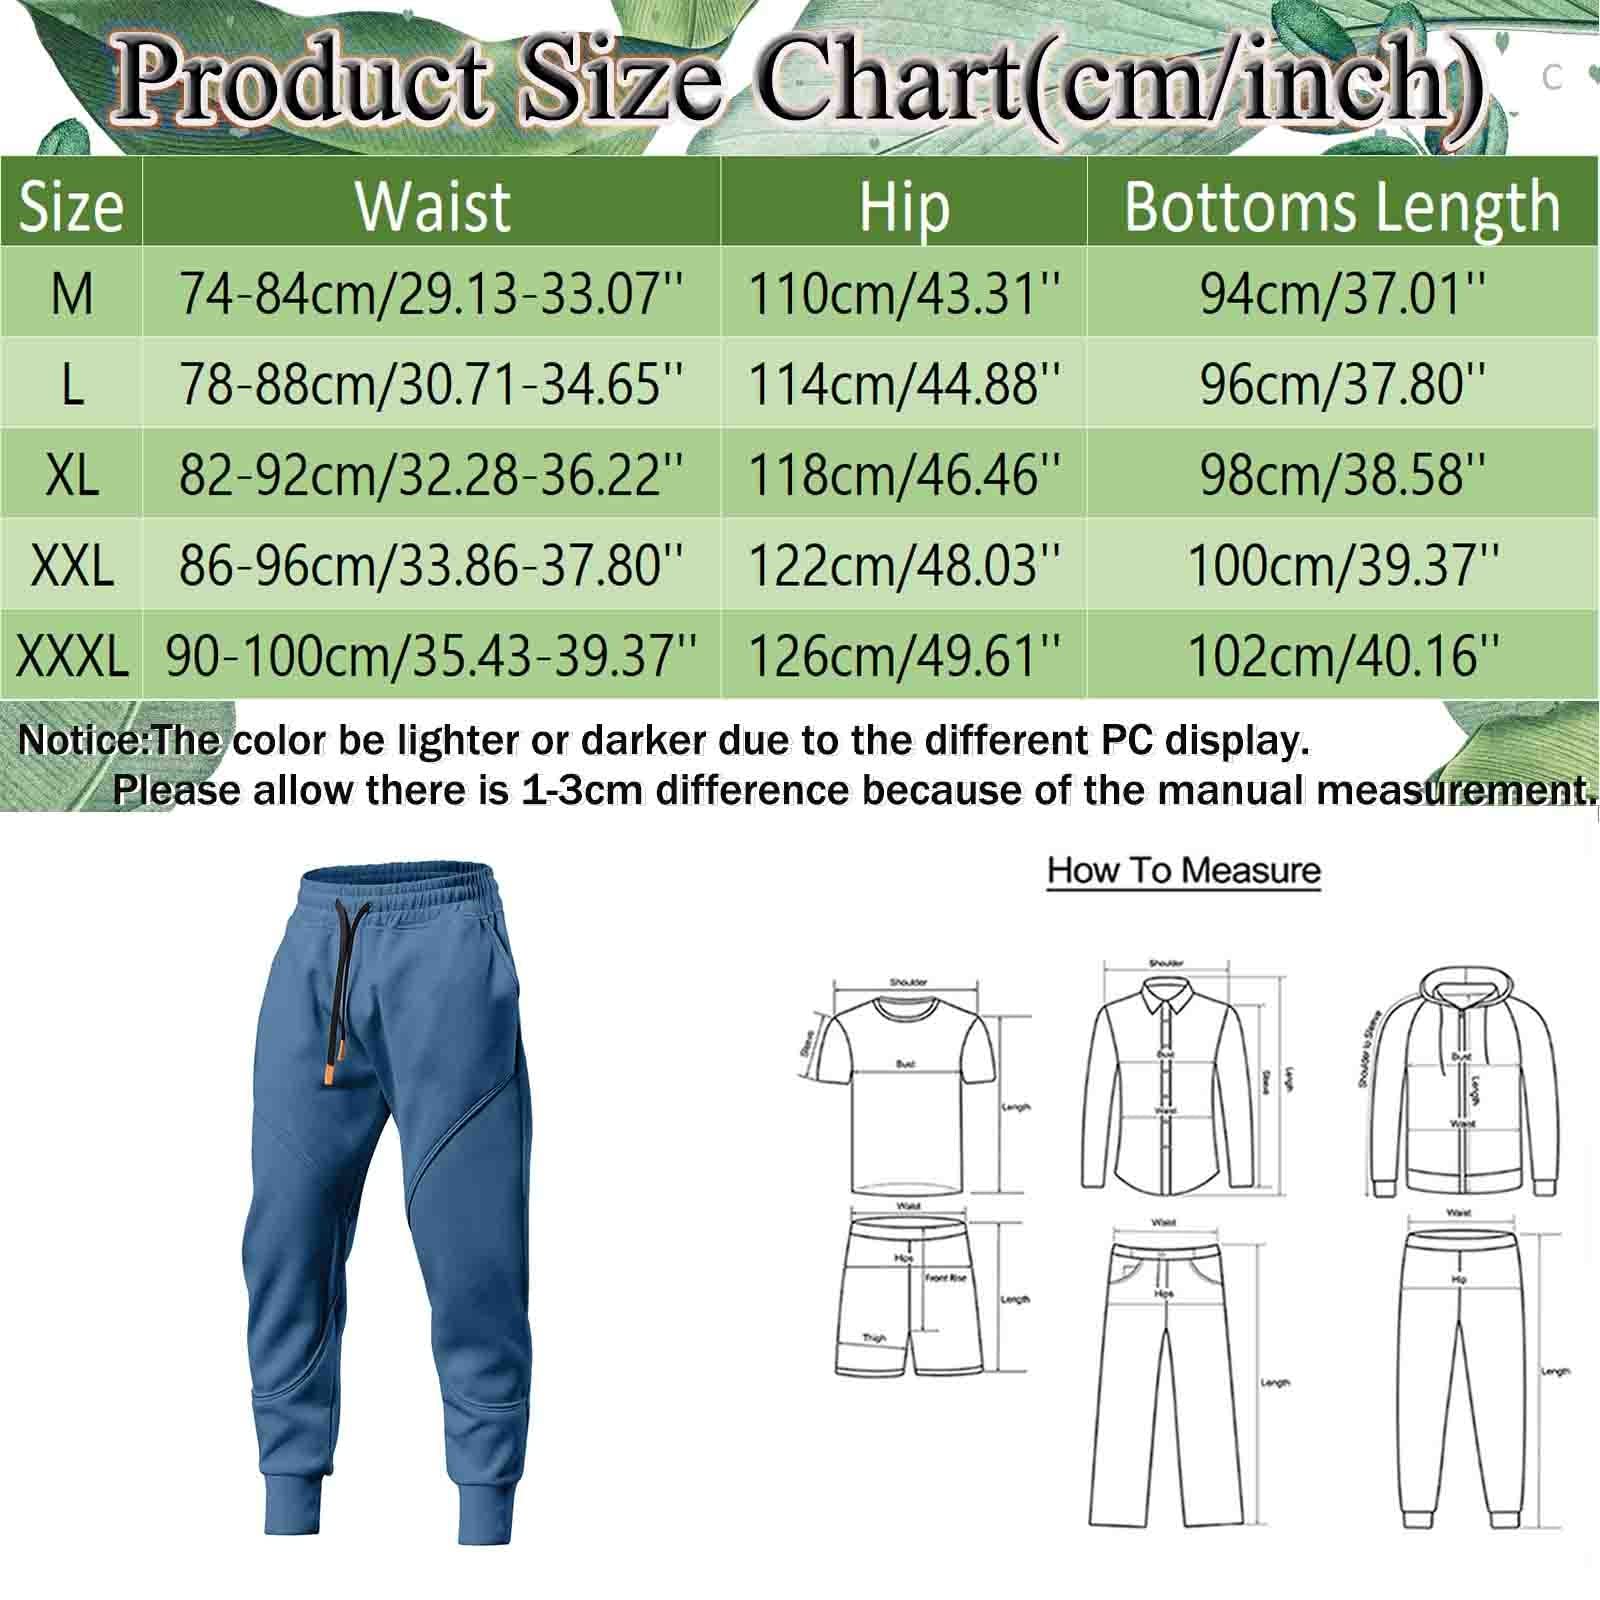 Product Size Chart(cm/inch)
C
Size Waist Hip Bottoms Length
M 74-84cm/29.13-33.07'' 110cm/43.31'' 94cm/37.01''
L 78-88cm/30.71-34.65'' 114cm/44.88'' 96cm/37.80''
XL 82-92cm/32.28-36.22'' 118cm/46.46'' 98cm/38.58''
XXL 86-96cm/33.86-37.80'' 122cm/48.03'' 100cm/39.37''
XXXL 90-100cm/35.43-39.37'' 126cm/49.61'' 102cm/40.16''
Notice:The color be lighter or darker due to the different PC display.
Please allow there is 1-3cm difference because of the manual measurement.
How To Measure
Shoulder
Sleeve
Bust
Length
Shoulder
Bust
Waist
Sleeve
Length
Shoulder to Sleeve
Bust
Length
Waist
Waist
Hips
Front Rise
Length
Thigh
Waist
Hips
Length
Waist
Hip
Length